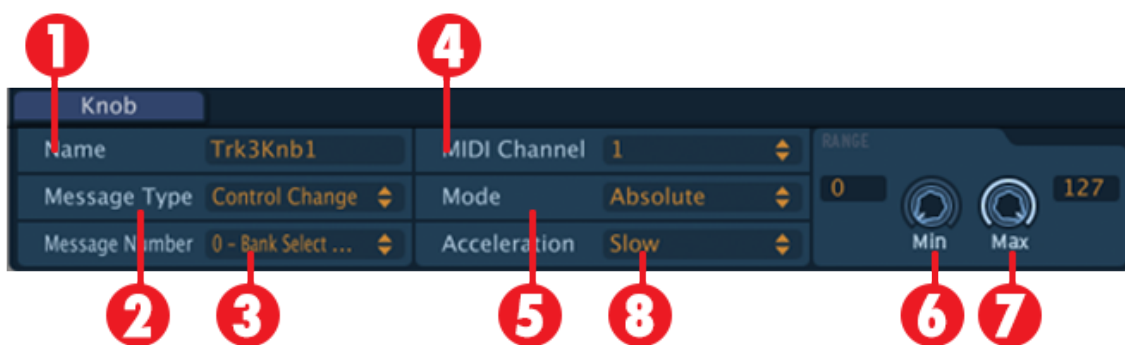 1 4
Knob
Name Trk3Knb1 MIDI Channel 1 RANGE
Message Type Control Change Mode Absolute 0 127
Message Number 0 - Bank Select ... Acceleration Slow Min Max
2 3 5 8 6 7